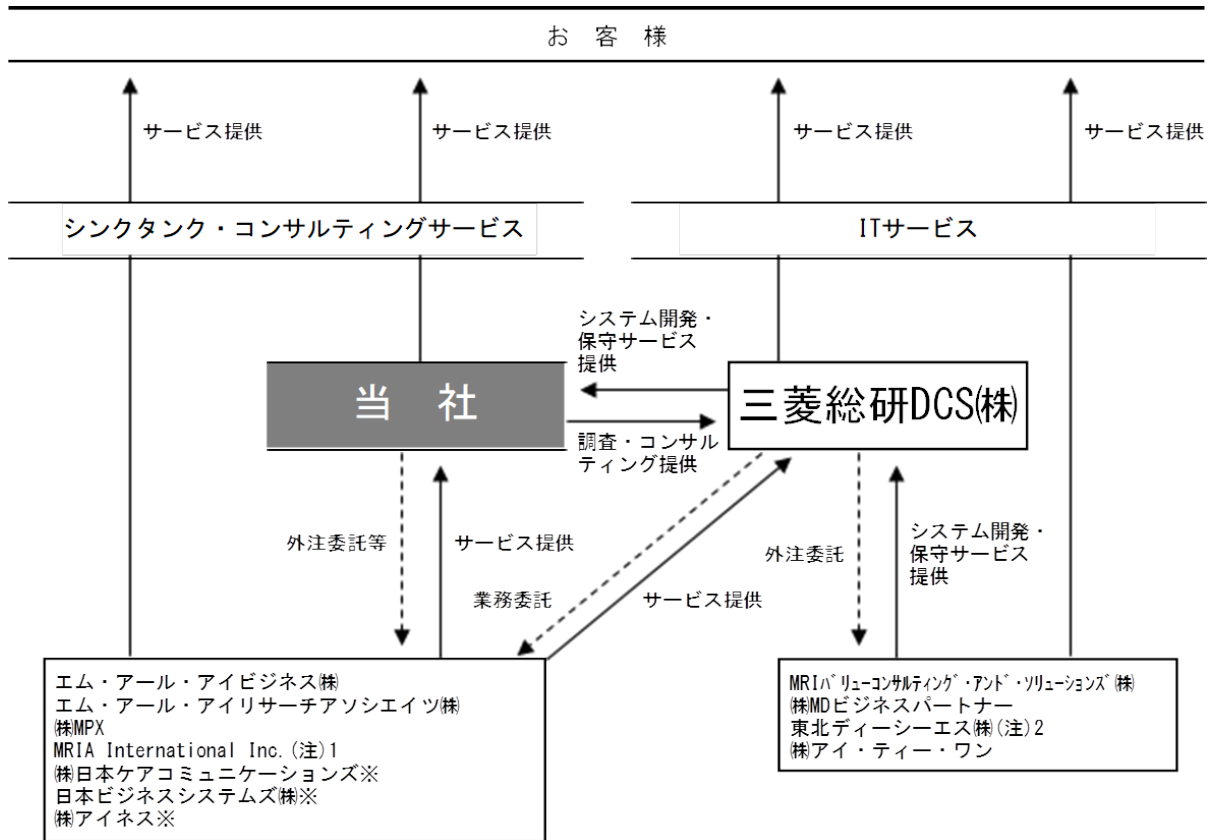 お 客 様
サービス提供
サービス提供
サービス提供
サービス提供
シンクタンク・コンサルティングサービス
ITサービス
システム開発・
保守サービス
提供
当 社
三菱総研DCS㈱
調査・コンサル
ティング提供
外注委託等
サービス提供
業務委託
サービス提供
外注委託
システム開発・
保守サービス
提供
エム・アール・アイビジネス㈱
エム・アール・アイリサーチアソシエイツ㈱
㈱MPX
MRIA International Inc.(注)1
㈱日本ケアコミュニケーションズ※
日本ビジネスシステムズ㈱※
㈱アイネス※
MRIバリューコンサルティング・アンド・ソリューションズ㈱
㈱MDビジネスパートナー
東北ディーシーエス㈱(注)2
㈱アイ・ティー・ワン